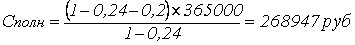 Сполн = (1–0,24–0,2)×365000 / 1–0,24 = 268947 руб